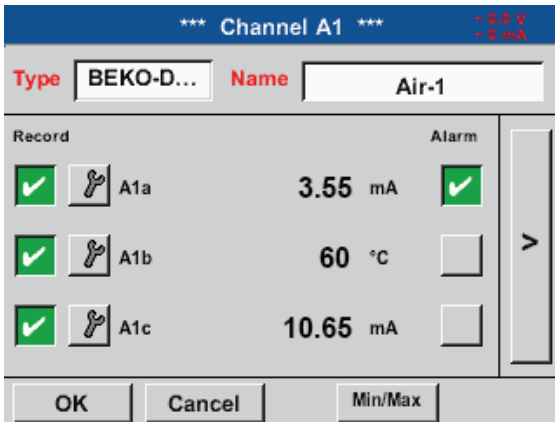 *** Channel A1 ***
~ 0.0 V
~ 0 mA
Type BEKO-D... Name Air-1
Record Alarm
A1a 3.55 mA
A1b 60 °C
A1c 10.65 mA
>
OK Cancel Min/Max